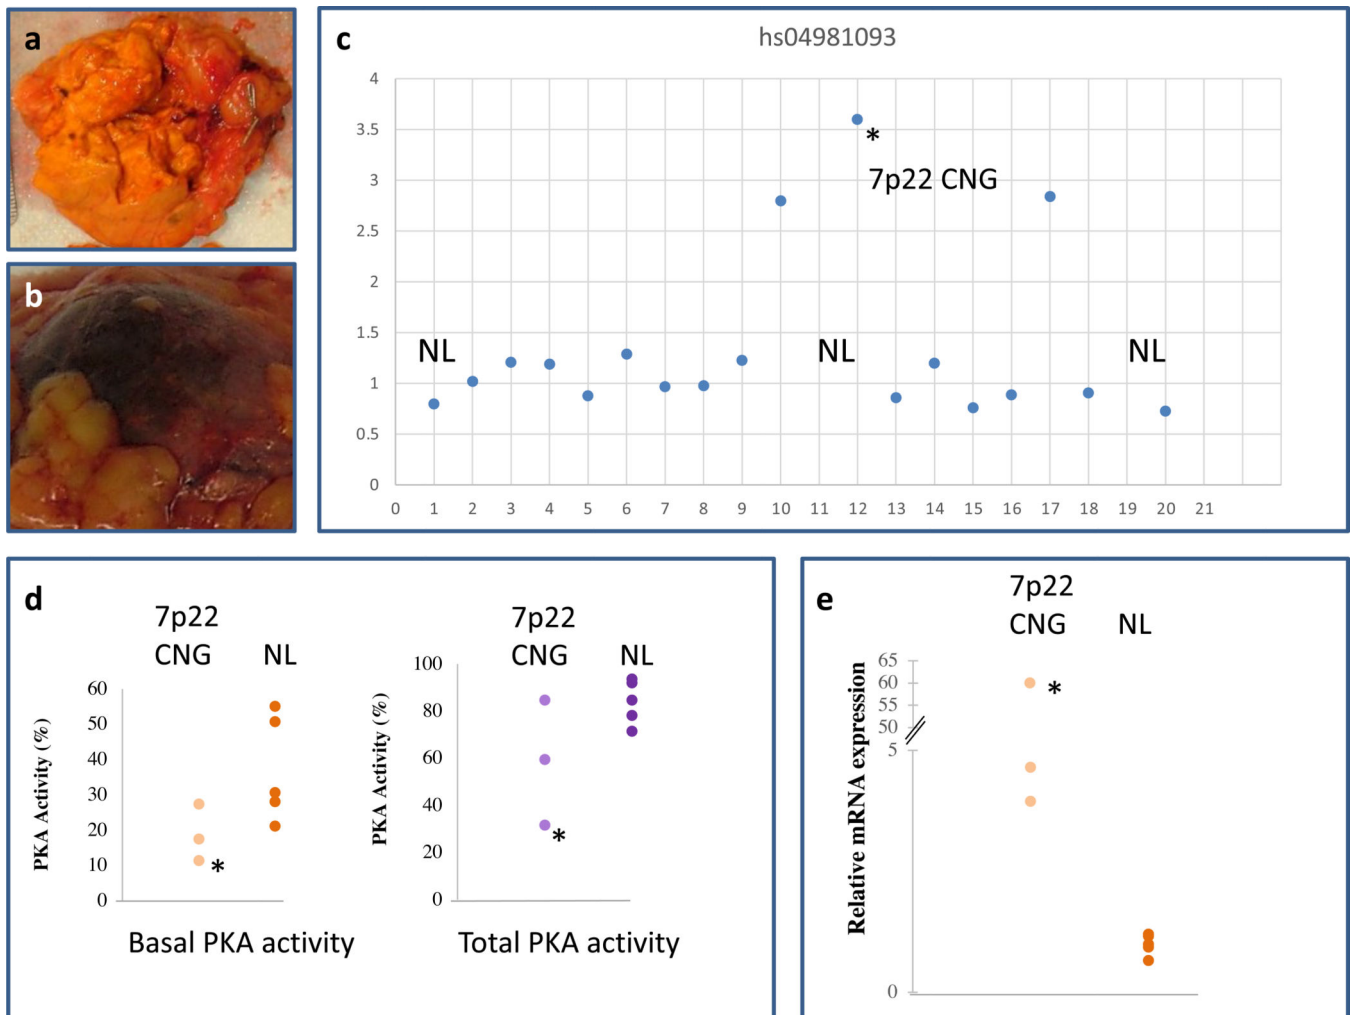 a
b
c
hs04981093
4
3.5
3
2.5
2
1.5
1
0.5
0
*
7p22 CNG
NL NL NL
0 1 2 3 4 5 6 7 8 9 10 11 12 13 14 15 16 17 18 19 20 21
d
7p22
CNG NL
PKA Activity (%)
60
50
40
30
20
10
0
*
Basal PKA activity
7p22
CNG NL
PKA Activity (%)
100
80
60
40
20
0
*
Total PKA activity
e
7p22
CNG NL
Relative mRNA expression
65
60
55
50
5
0
*